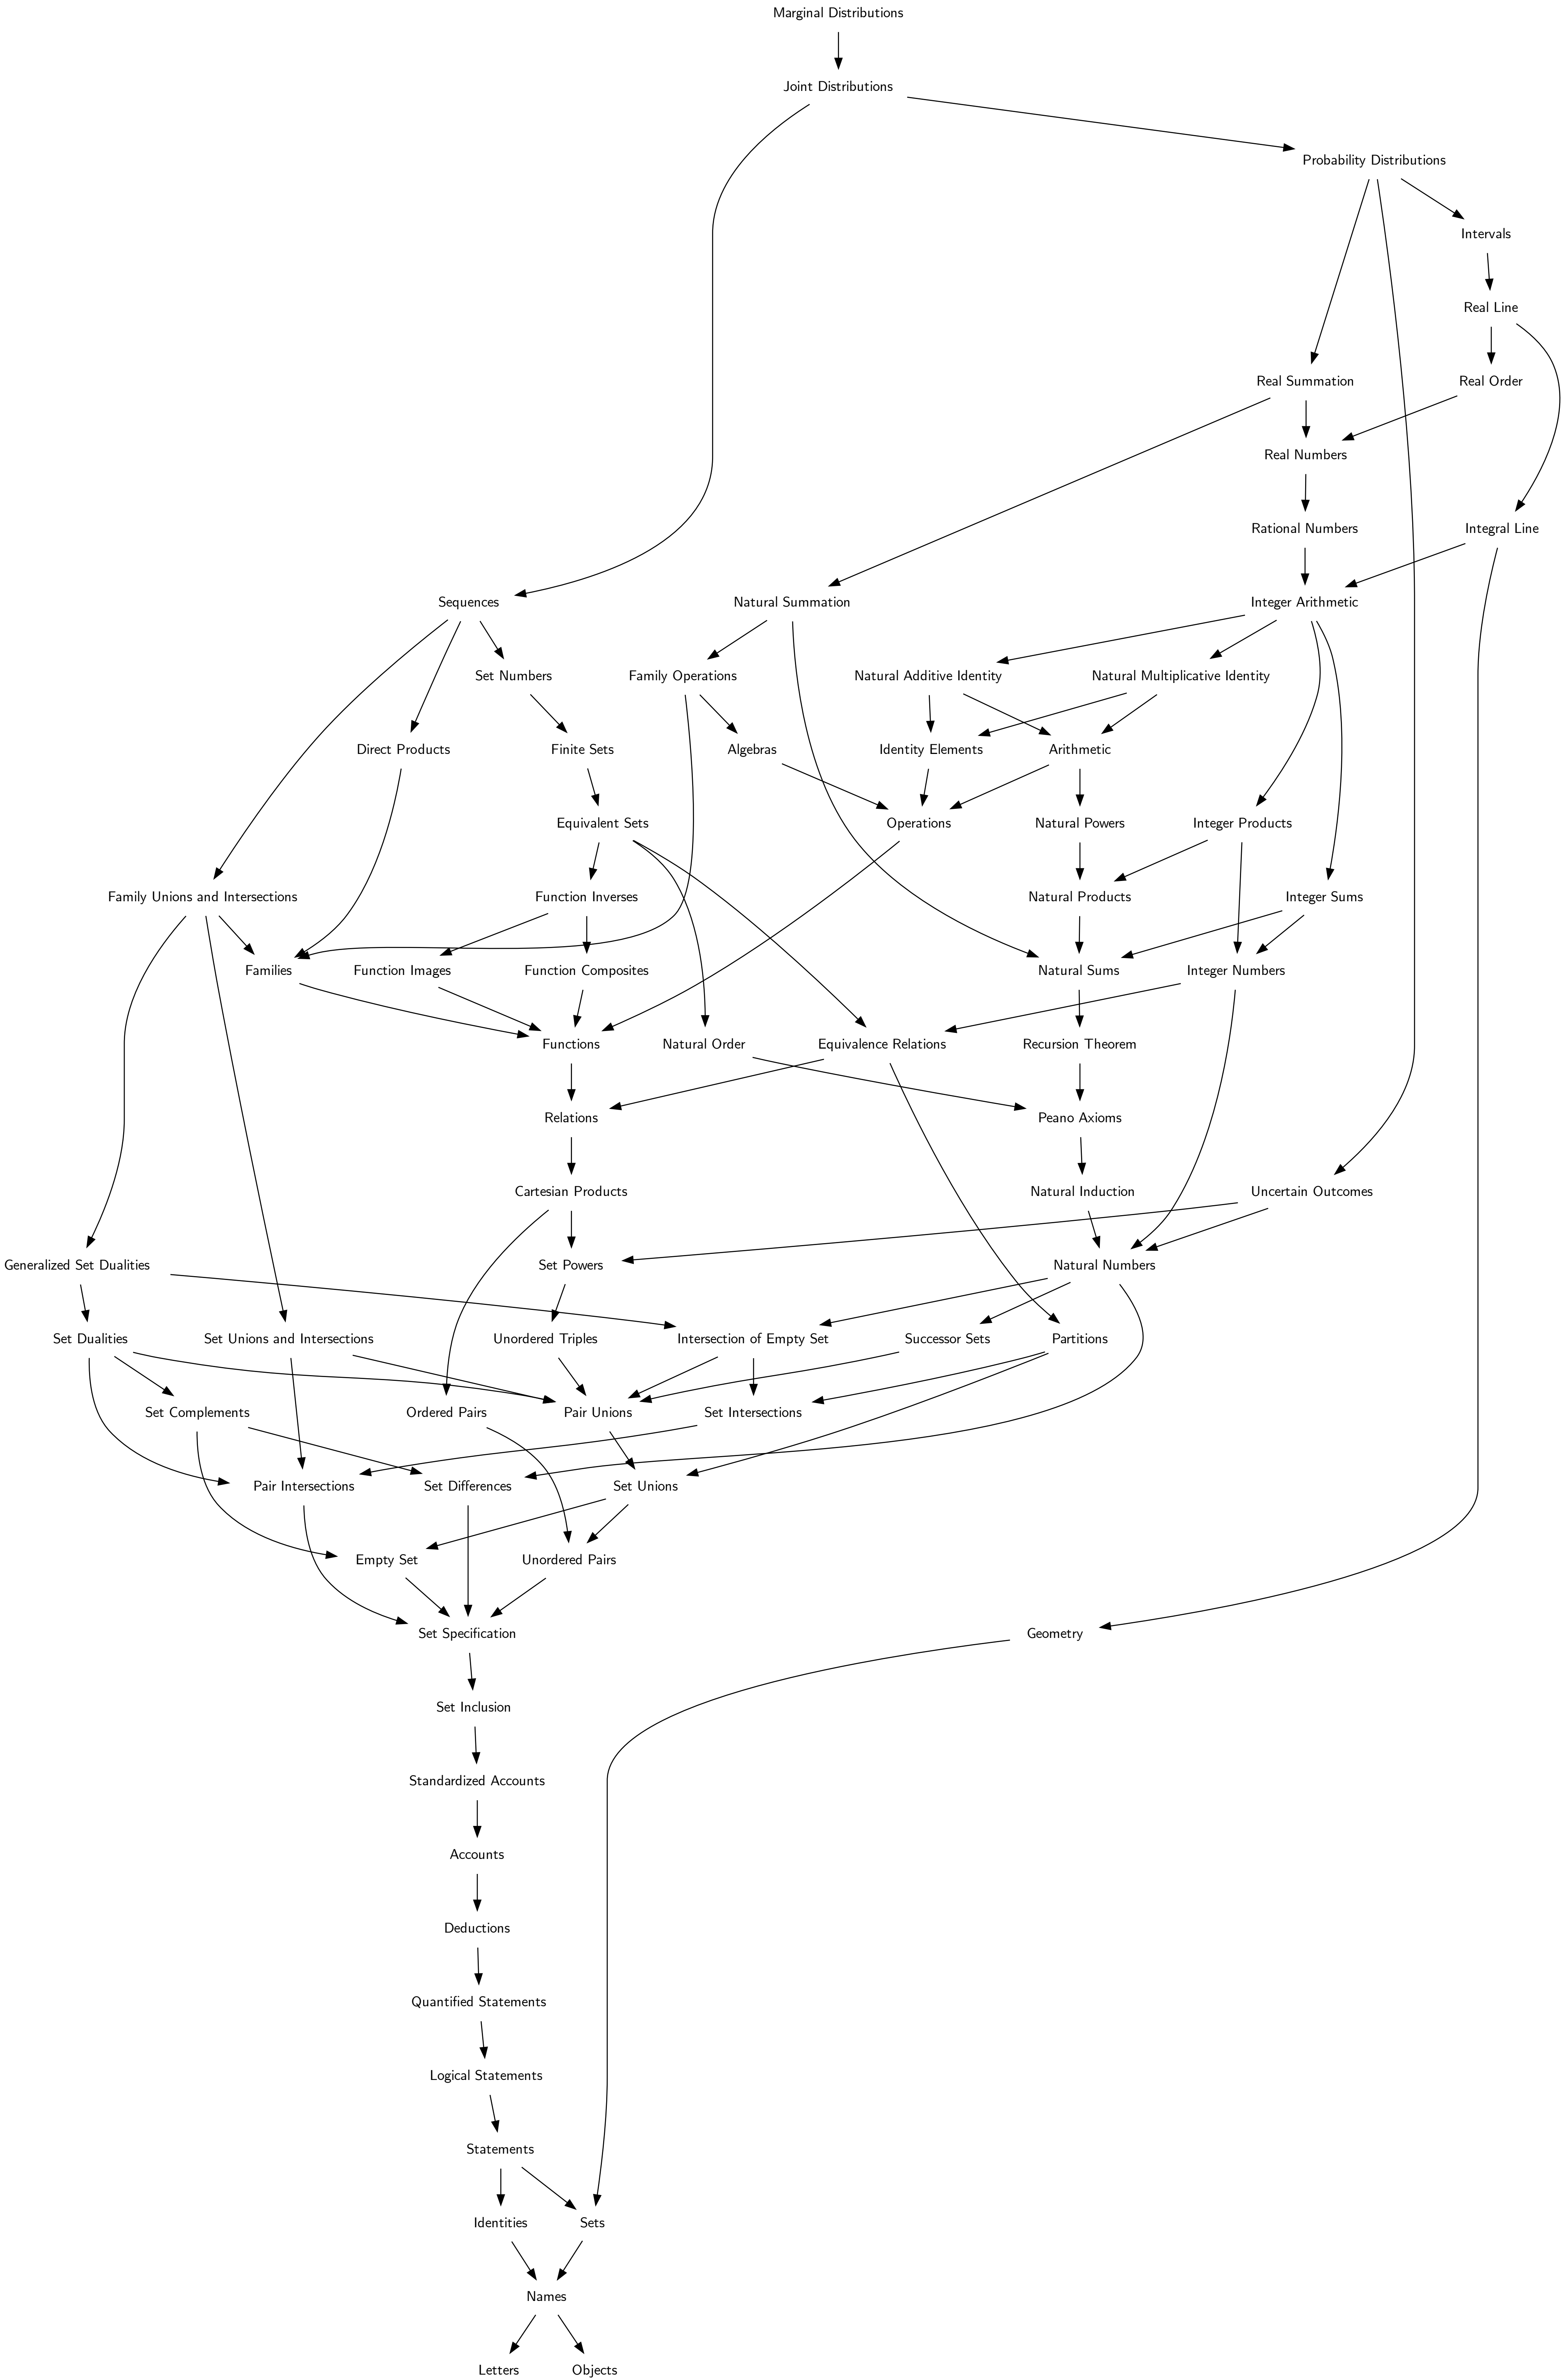 Marginal Distributions
Joint Distributions
Probability Distributions
Intervals
Real Line
Real Summation
Real Order
Real Numbers
Rational Numbers
Integral Line
Sequences
Natural Summation
Integer Arithmetic
Set Numbers
Family Operations
Natural Additive Identity
Natural Multiplicative Identity
Direct Products
Finite Sets
Algebras
Identity Elements
Arithmetic
Equivalent Sets
Operations
Natural Powers
Integer Products
Family Unions and Intersections
Function Inverses
Natural Products
Integer Sums
Families
Function Images
Function Composites
Natural Sums
Integer Numbers
Functions
Natural Order
Equivalence Relations
Recursion Theorem
Relations
Peano Axioms
Cartesian Products
Natural Induction
Uncertain Outcomes
Generalized Set Dualities
Set Powers
Natural Numbers
Set Dualities
Set Unions and Intersections
Unordered Triples
Intersection of Empty Set
Successor Sets
Partitions
Set Complements
Ordered Pairs
Pair Unions
Set Intersections
Pair Intersections
Set Differences
Set Unions
Empty Set
Unordered Pairs
Set Specification
Geometry
Set Inclusion
Standardized Accounts
Accounts
Deductions
Quantified Statements
Logical Statements
Statements
Identities
Sets
Names
Letters
Objects